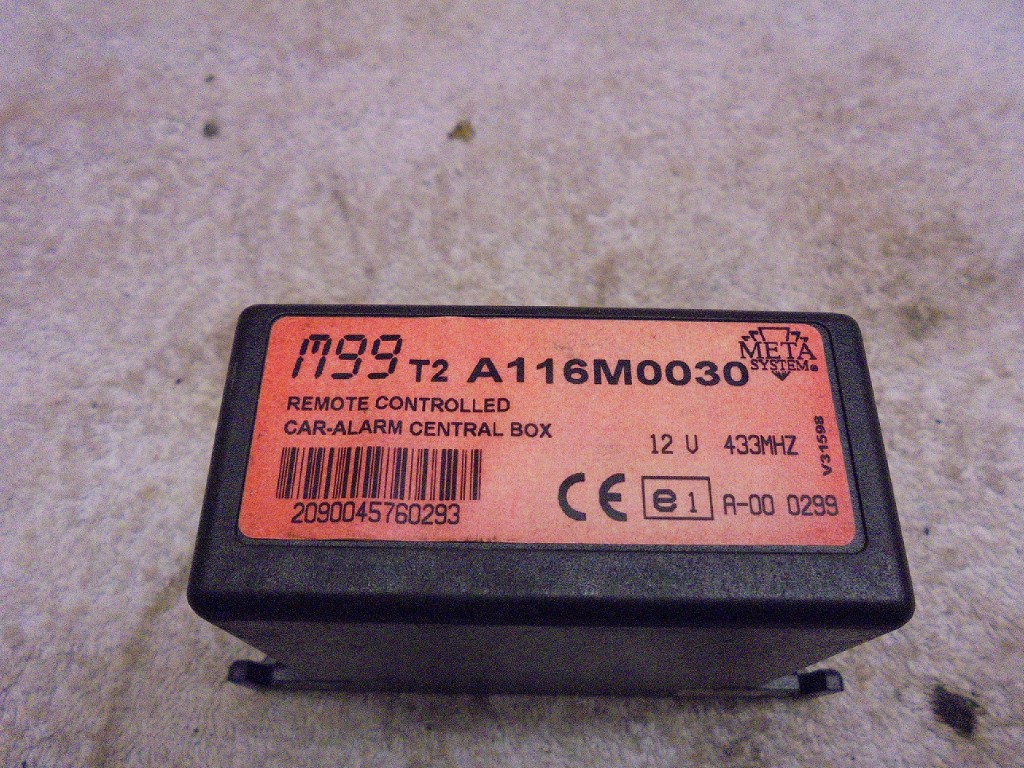 M99 T2 A116M0030
META
SYSTEM®
REMOTE CONTROLLED
CAR-ALARM CENTRAL BOX
12 V 433MHZ
V31598
2090045760293
CE e1 A-00 0299